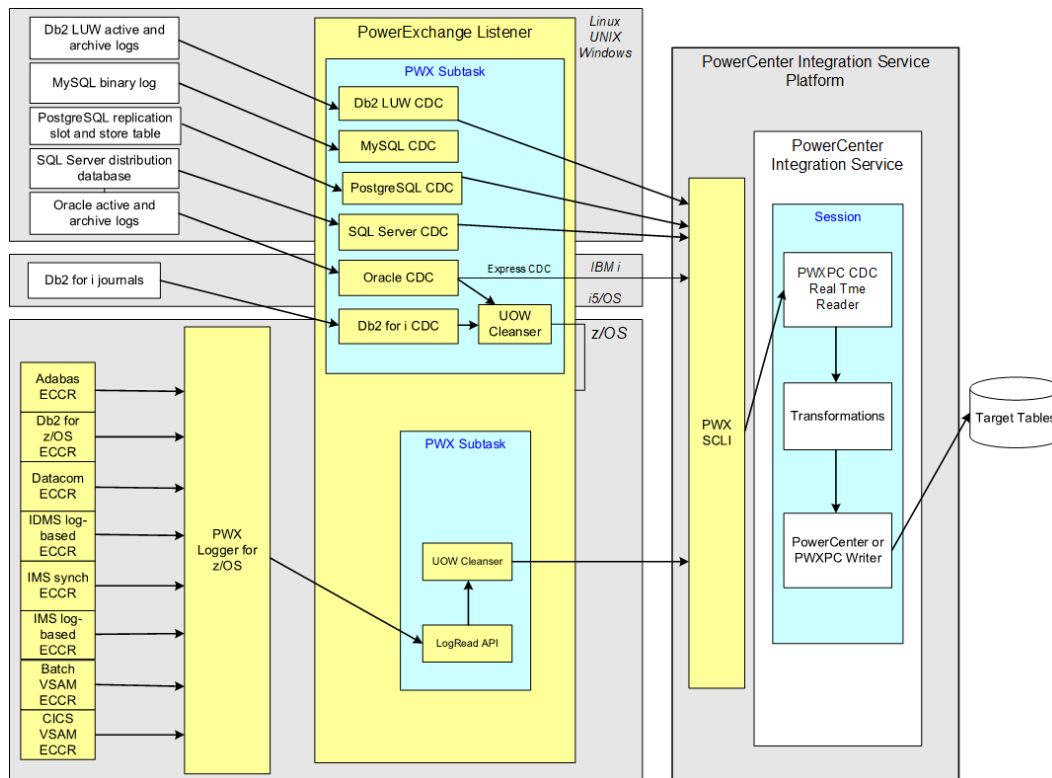 Db2 LUW active and
archive logs
MySQL binary log
PostgreSQL replication
slot and store table
SQL Server distribution
database
Oracle active and
archive logs
Db2 for i journals
PowerExchange Listener
Linux
UNIX
Windows
PWX Subtask
Db2 LUW CDC
MySQL CDC
PostgreSQL CDC
SQL Server CDC
Oracle CDC
Express CDC
IBM i
i5/OS
Db2 for i CDC
UOW
Cleanser
z/OS
Adabas
ECCR
Db2 for
z/OS
ECCR
Datacom
ECCR
IDMS log-
based
ECCR
IMS synch
ECCR
IMS log-
based
ECCR
Batch
VSAM
ECCR
CICS
VSAM
ECCR
PWX
Logger for
z/OS
PWX Subtask
UOW Cleanser
LogRead API
PowerCenter Integration Service
Platform
PWX
SCLI
PowerCenter
Integration Service
Session
PWXPC CDC
Real Tme
Reader
Transformations
PowerCenter or
PWXPC Writer
Target Tables